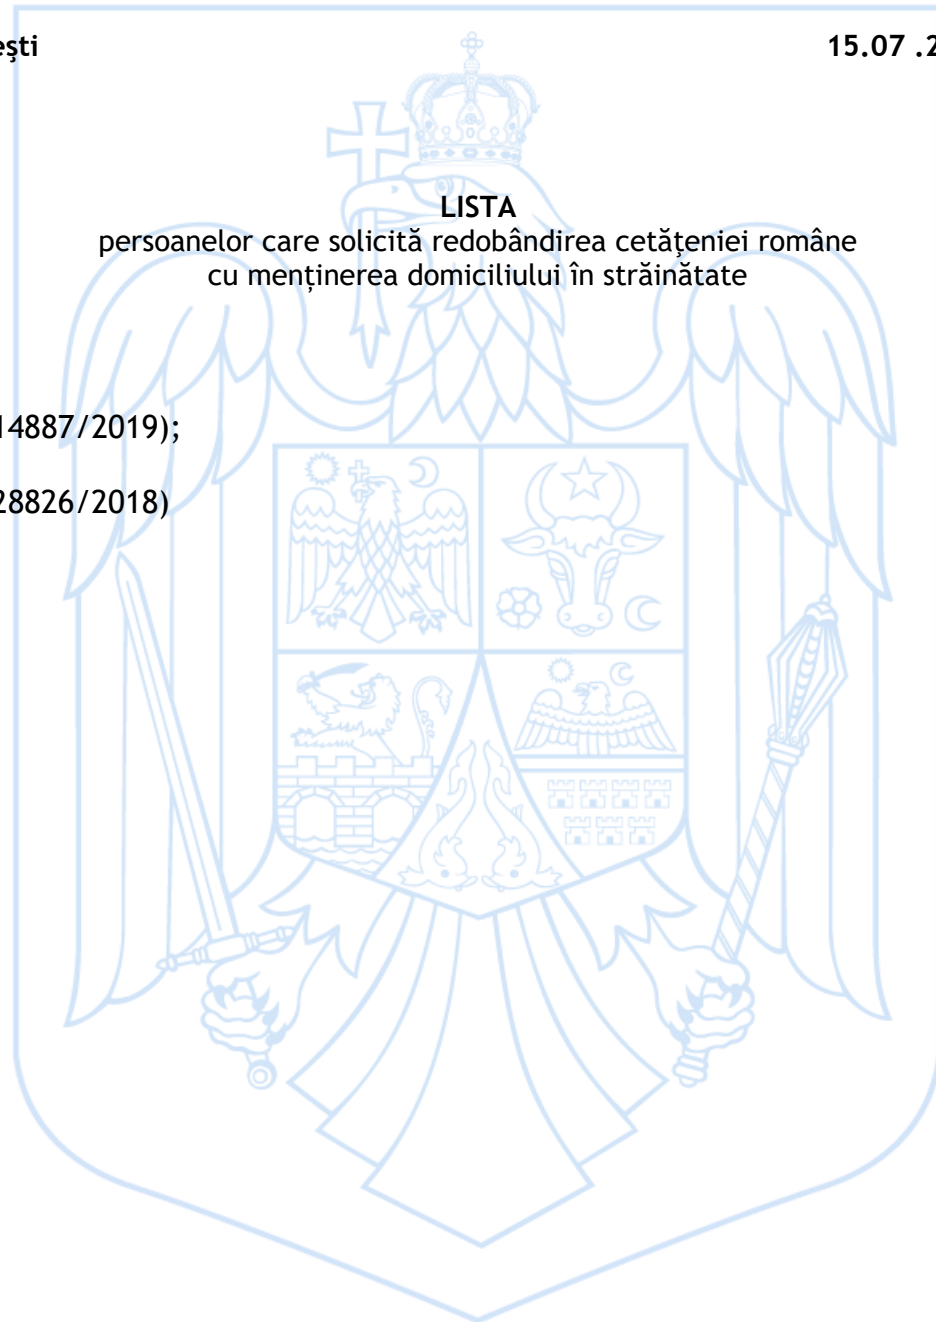 ești 15.07 .2
LISTA
persoanelor care solicită redobândirea cetăţeniei române
cu menținerea domiciliului în străinătate
14887/2019);
28826/2018)